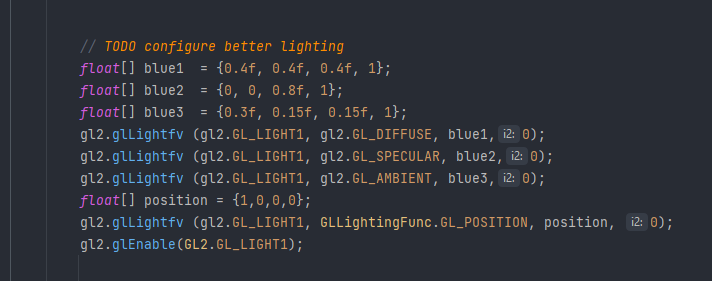 // TODO configure better lighting
float[] blue1  = {0.4f, 0.4f, 0.4f, 1};
float[] blue2  = {0, 0, 0.8f, 1};
float[] blue3  = {0.3f, 0.15f, 0.15f, 1};
gl2.glLightfv (gl2.GL_LIGHT1, gl2.GL_DIFFUSE, blue1, i2: 0);
gl2.glLightfv (gl2.GL_LIGHT1, gl2.GL_SPECULAR, blue2, i2: 0);
gl2.glLightfv (gl2.GL_LIGHT1, gl2.GL_AMBIENT, blue3, i2: 0);
float[] position = {1,0,0,0};
gl2.glLightfv (gl2.GL_LIGHT1, GLLightingFunc.GL_POSITION, position, i2: 0);
gl2.glEnable(GL2.GL_LIGHT1);